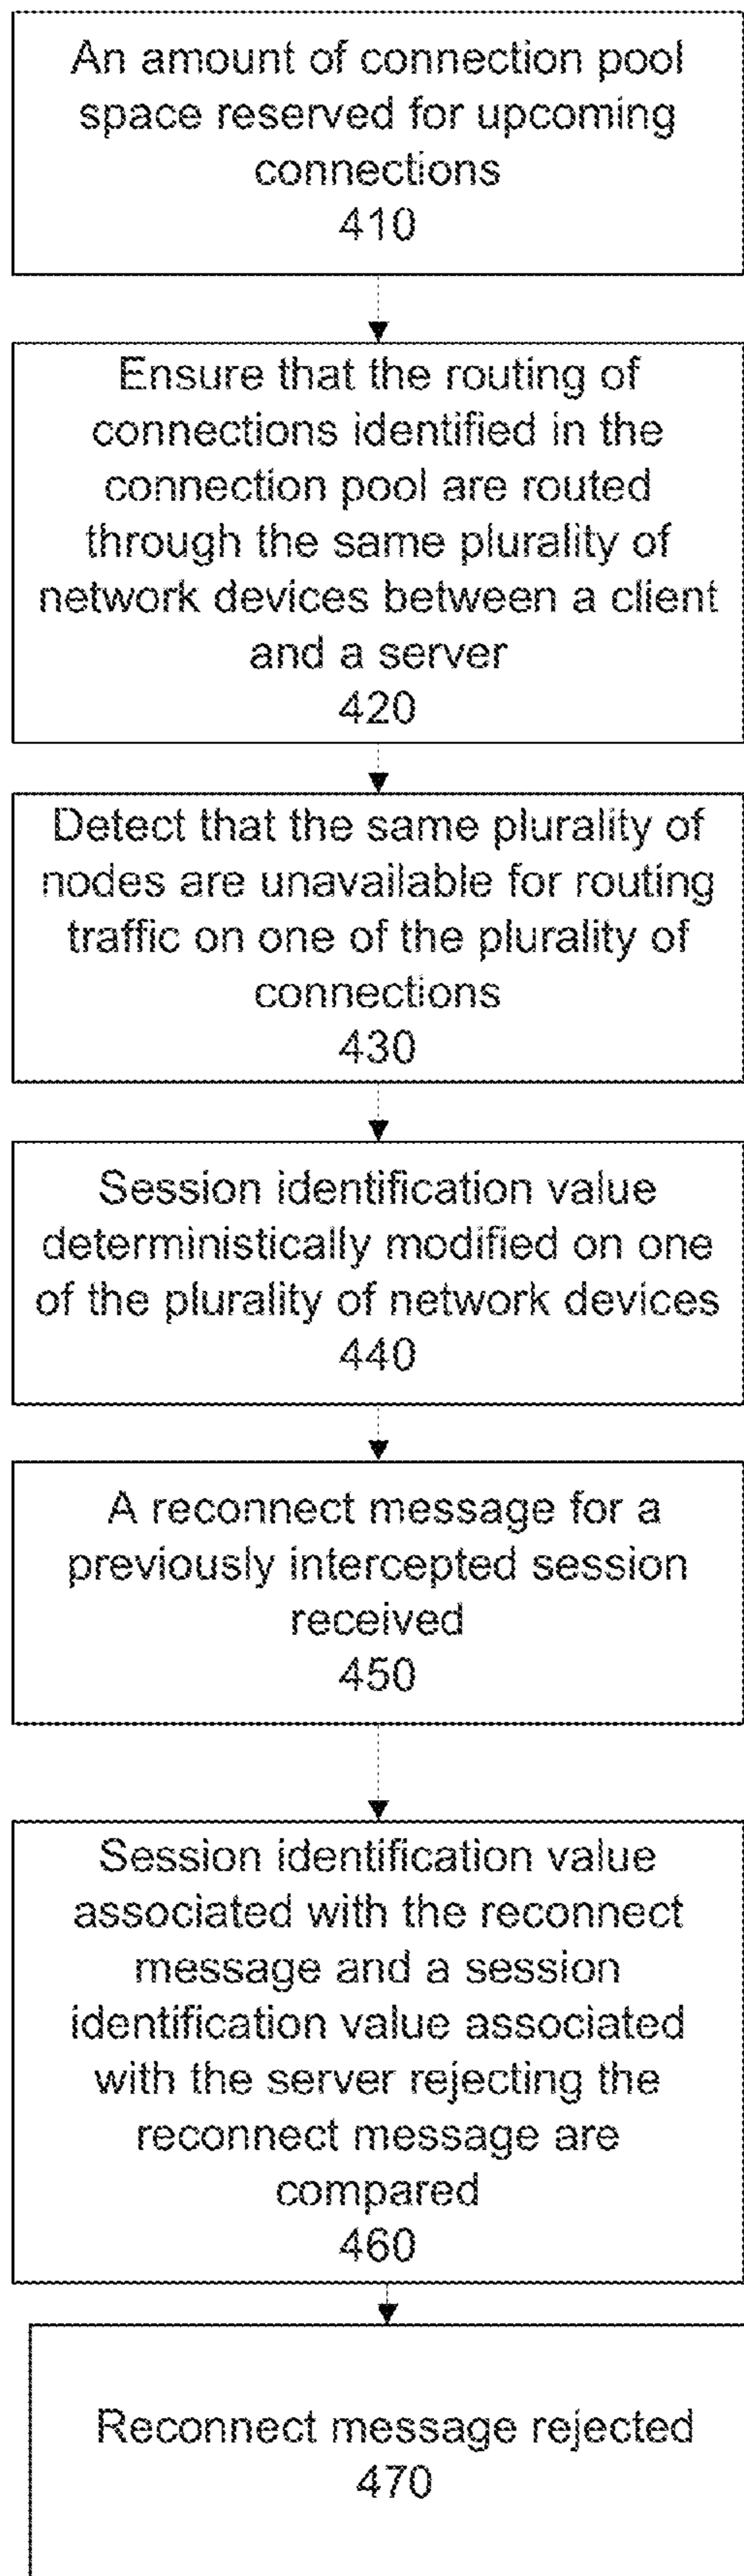 An amount of connection pool
space reserved for upcoming
connections
410
Ensure that the routing of
connections identified in the
connection pool are routed
through the same plurality of
network devices between a client
and a server
420
Detect that the same plurality of
nodes are unavailable for routing
traffic on one of the plurality of
connections
430
Session identification value
deterministically modified on one
of the plurality of network devices
440
A reconnect message for a
previously intercepted session
received
450
Session identification value
associated with the reconnect
message and a session
identification value associated
with the server rejecting the
reconnect message are
compared
460
Reconnect message rejected
470